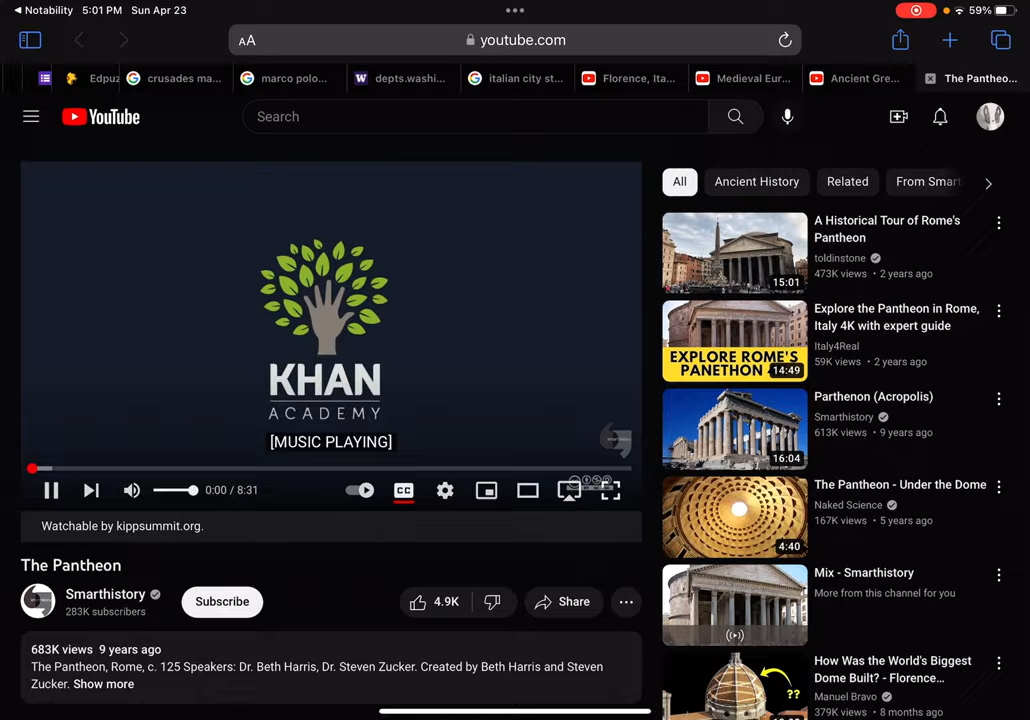 Notability 5:01 PM Sun Apr 23
59%
AA youtube.com
Edpuz
crusades ma...
marco polo...
depts.washi...
italian city st...
Florence, Ita...
Medieval Eur...
Ancient Gre...
The Pantheo...
YouTube
Search
All
Ancient History
Related
From Smart
KHAN
ACADEMY
[MUSIC PLAYING]
0:00 / 8:31
CC
Watchable by kippsummit.org.
The Pantheon
Smarthistory
283K subscribers
Subscribe
4.9K
Share
683K views 9 years ago
The Pantheon, Rome, c. 125 Speakers: Dr. Beth Harris, Dr. Steven Zucker. Created by Beth Harris and Steven
Zucker. Show more
A Historical Tour of Rome's
Pantheon
toldinstone
473K views • 2 years ago
15:01
Explore the Pantheon in Rome,
Italy 4K with expert guide
Italy4Real
59K views • 2 years ago
EXPLORE ROME'S
PANETHON
14:49
Parthenon (Acropolis)
Smarthistory
613K views • 9 years ago
16:04
The Pantheon - Under the Dome
Naked Science
167K views • 5 years ago
4:40
Mix - Smarthistory
More from this channel for you
How Was the World's Biggest
Dome Built? - Florence...
Manuel Bravo
379K views • 8 months ago
??